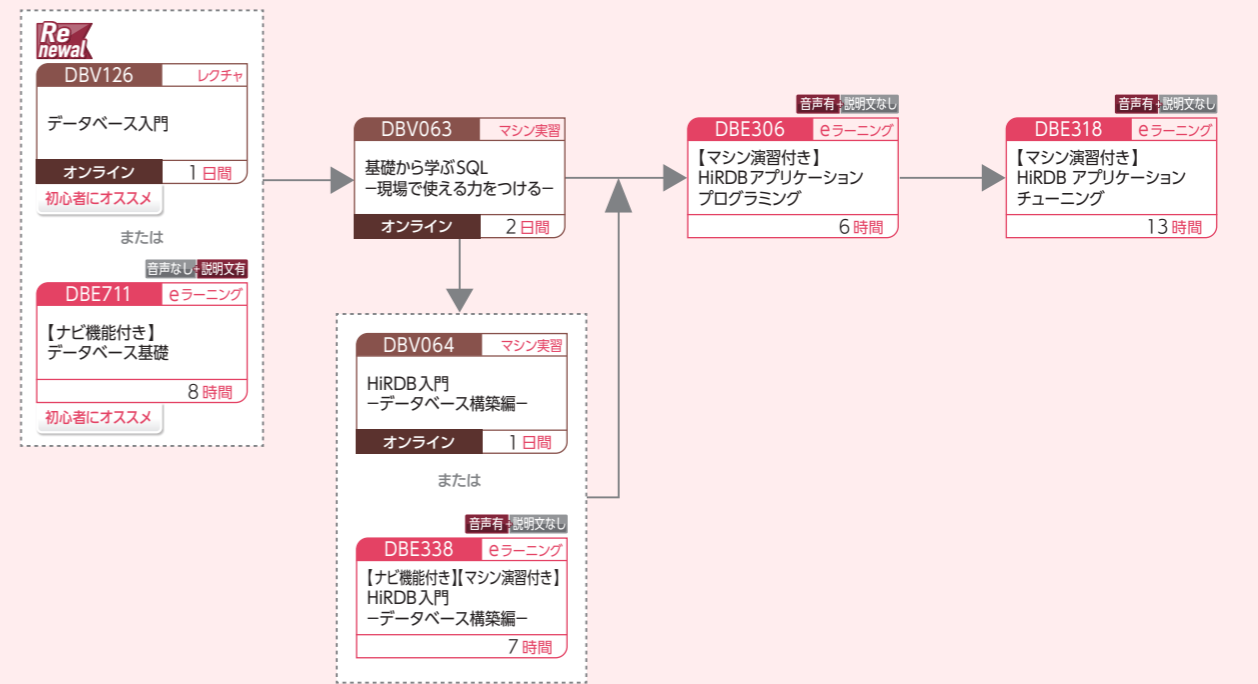 Re
newal
DBV126 レクチャ
データベース入門
オンライン 1日間
初心者にオススメ
または
音声なし+説明文有
DBE711 eラーニング
【ナビ機能付き】
データベース基礎
8時間
初心者にオススメ
DBV063 マシン実習
基礎から学ぶSQL
−現場で使える力をつける−
オンライン 2日間
DBV064 マシン実習
HiRDB入門
−データベース構築編−
オンライン 1日間
または
音声有+説明文なし
DBE338 eラーニング
【ナビ機能付き】【マシン演習付き】
HiRDB入門
−データベース構築編−
7時間
音声有+説明文なし
DBE306 eラーニング
【マシン演習付き】
HiRDBアプリケーション
プログラミング
6時間
音声有+説明文なし
DBE318 eラーニング
【マシン演習付き】
HiRDB アプリケーション
チューニング
13時間